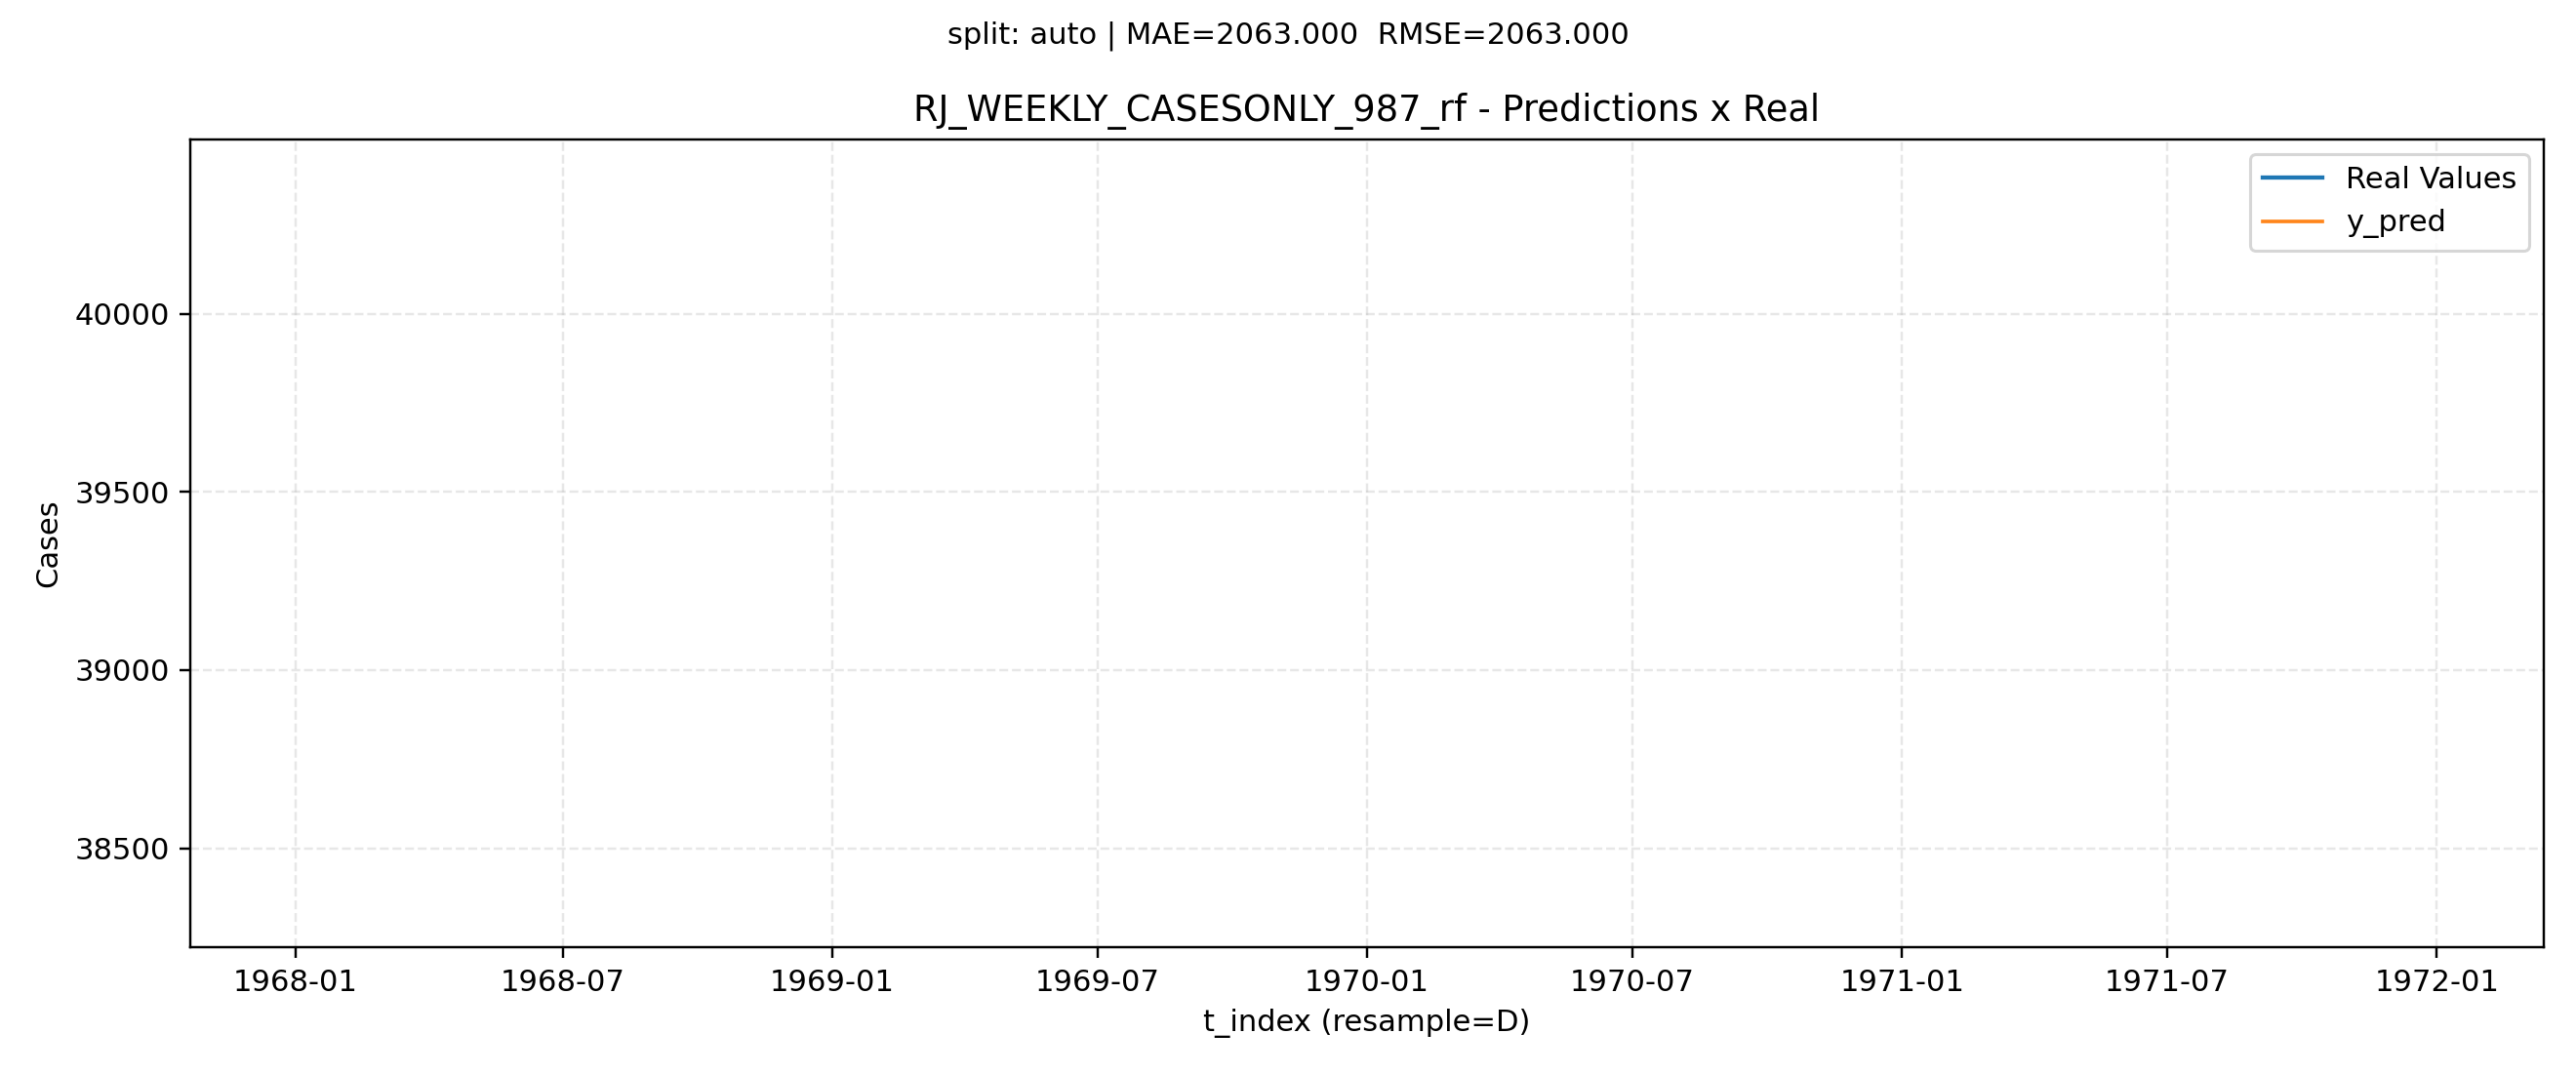 split: auto | MAE=2063.000  RMSE=2063.000
RJ_WEEKLY_CASESONLY_987_rf - Predictions x Real
Real Values
y_pred
40000
39500
39000
38500
Cases
1968-01 1968-07 1969-01 1969-07 1970-01 1970-07 1971-01 1971-07 1972-01
t_index (resample=D)